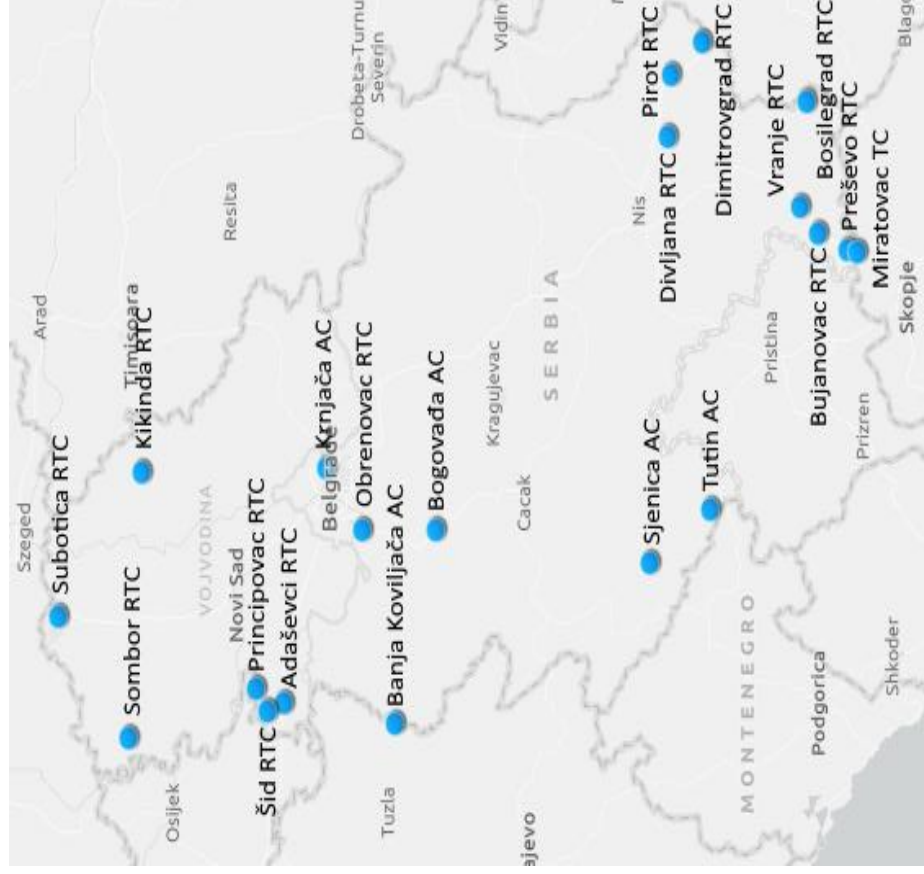 Szeged
Arad
Subotica RTC
Sombor RTC
Timisoara
Kikinda RTC
Osijek
VOJVODINA
Resita
Novi Sad
Principovac RTC
Šid RTC
Adaševci RTC
Belgrade
Krnjača AC
Drobeta-Turnu
Severin
Obrenovac RTC
Tuzla
Banja Koviljača AC
Bogovađa AC
Vidin
Kragujevac
Cacak
ajevo
SERBIA
Nis
Pirot RTC
Divljana RTC
Dimitrovgrad RTC
Sjenica AC
Tutin AC
MONTENEGRO
Pristina
Vranje RTC
Bosilegrad RTC
Bujanovac RTC
Preševo RTC
Miratovac TC
Podgorica
Prizren
Shkoder
Skopje
Blago